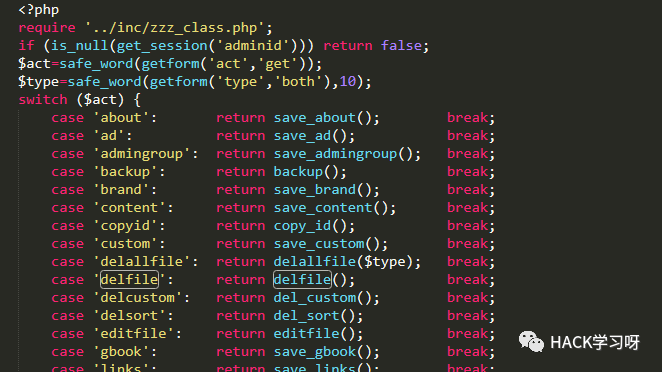 <?php
require '../inc/zzz_class.php';
if (is_null(get_session('adminid'))) return false;
$act=safe_word(getform('act','get'));
$type=safe_word(getform('type','both'),10);
switch ($act) {
case 'about': return save_about(); break;
case 'ad': return save_ad(); break;
case 'admingroup': return save_admingroup(); break;
case 'backup': return backup(); break;
case 'brand': return save_brand(); break;
case 'content': return save_content(); break;
case 'copyid': return copy_id(); break;
case 'custom': return save_custom(); break;
case 'delallfile': return delallfile($type); break;
case 'delfile': return delfile(); break;
case 'delcustom': return del_custom(); break;
case 'delsort': return del_sort(); break;
case 'editfile': return editfile(); break;
case 'gbook': return save_gbook(); break;
case 'links': return save_links(); break;
HACK学习呀